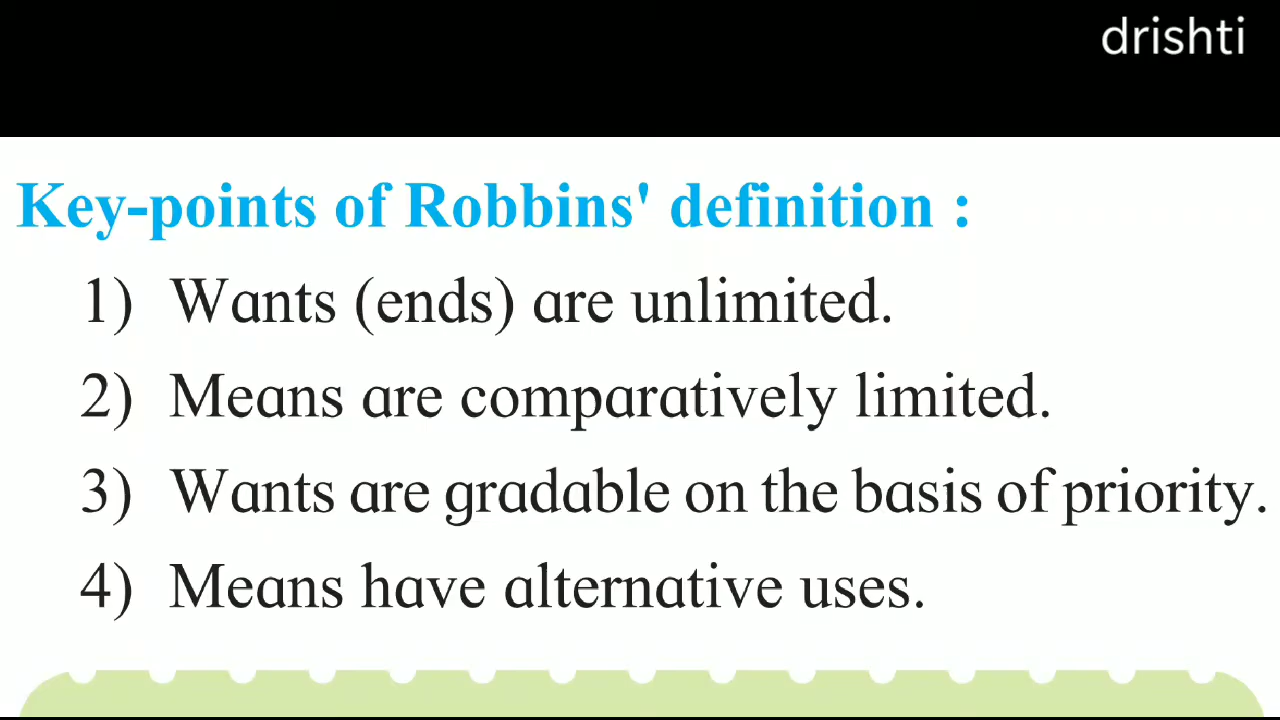 drishti
Key-points of Robbins' definition :
1) Wants (ends) are unlimited.
2) Means are comparatively limited.
3) Wants are gradable on the basis of priority.
4) Means have alternative uses.